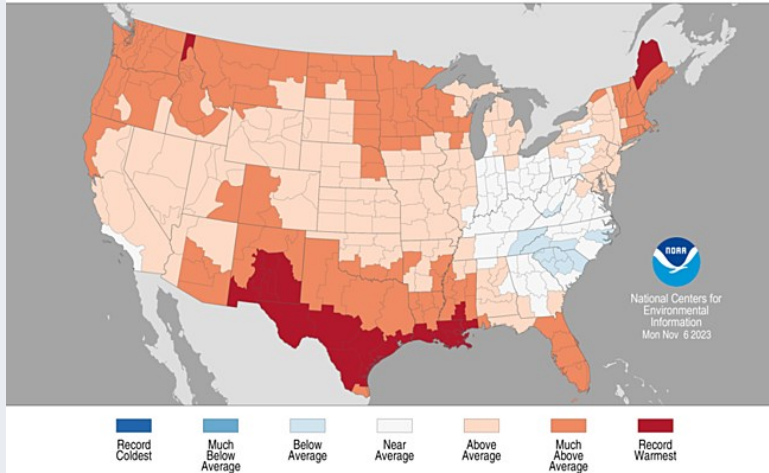 NOAA
National Centers for
Environmental
Information
Mon Nov 6 2023
Record
Coldest
Much
Below
Average
Below
Average
Near
Average
Above
Average
Much
Above
Average
Record
Warmest